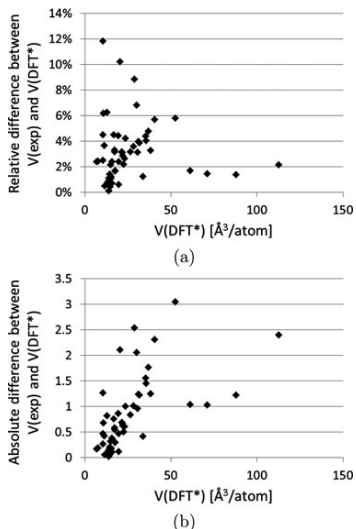 (a)
Relative difference between
V(exp) and V(DFT*)
14%
12%
10%
8%
6%
4%
2%
0%
0
50
100
150
V(DFT*) [Å³/atom]
(a)
Absolute difference between
V(exp) and V(DFT*)
3.5
3
2.5
2
1.5
1
0.5
0
0
50
100
150
V(DFT*) [Å³/atom]
(b)